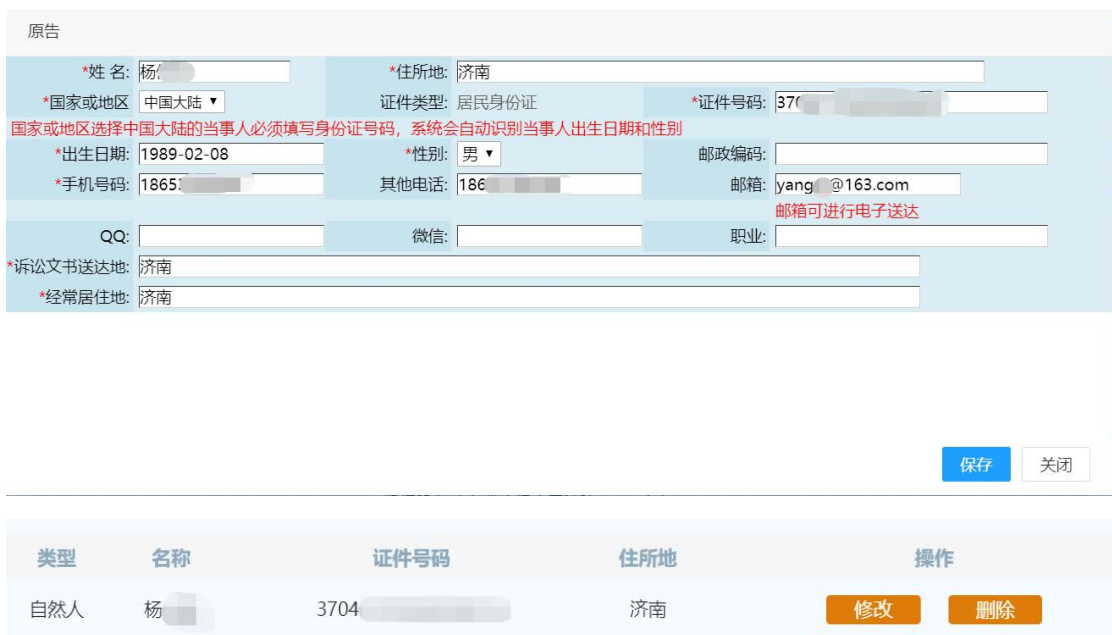 原告
*姓 名: 杨 *住所地: 济南
*国家或地区 中国大陆 证件类型: 居民身份证 *证件号码: 37
国家或地区选择中国大陆的当事人必须填写身份证号码，系统会自动识别当事人出生日期和性别
*出生日期: 1989-02-08 *性别: 男 邮政编码:
*手机号码: 1865 其他电话: 186 邮箱: yang @163.com
邮箱可进行电子送达
QQ: 微信: 职业:
*诉讼文书送达地: 济南
*经常居住地: 济南
保存 关闭
类型 名称 证件号码 住所地 操作
自然人 杨 3704 济南 修改 删除